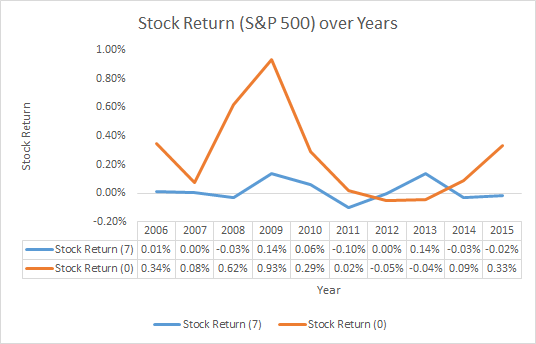 Stock Return (S&P 500) over Years
1.00%
0.80%
0.60%
0.40%
0.20%
0.00%
-0.20%
Stock Return
2006 2007 2008 2009 2010 2011 2012 2013 2014 2015
Stock Return (7) 0.01% 0.00% -0.03% 0.14% 0.06% -0.10% 0.00% 0.14% -0.03% -0.02%
Stock Return (0) 0.34% 0.08% 0.62% 0.93% 0.29% 0.02% -0.05% -0.04% 0.09% 0.33%
Year
Stock Return (7) Stock Return (0)